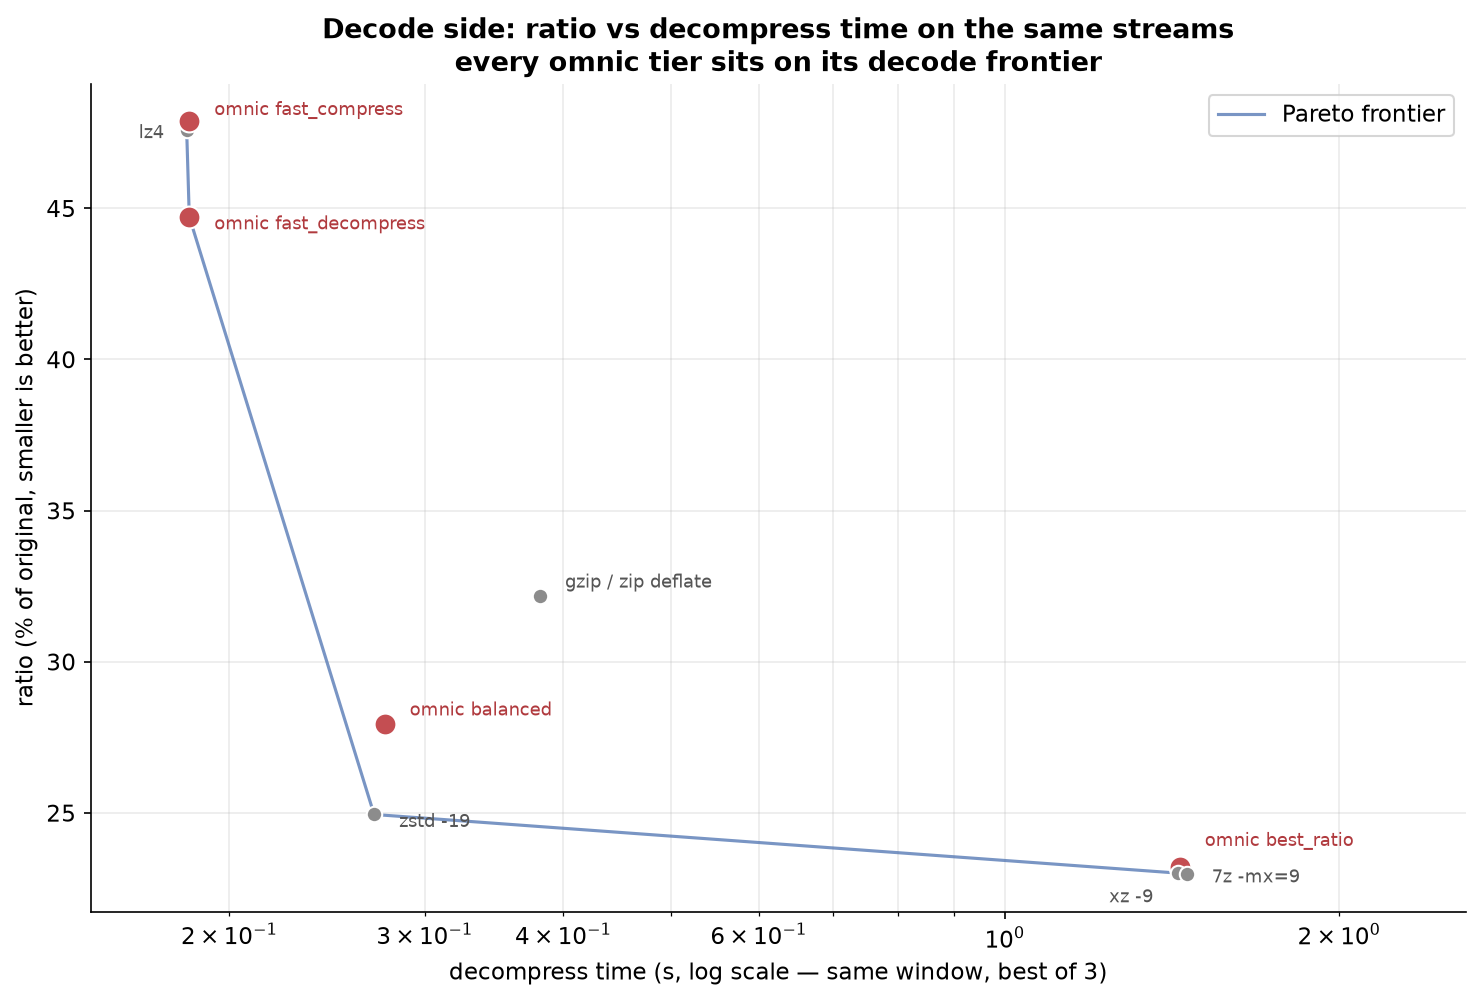 Decode side: ratio vs decompress time on the same streams
every omnic tier sits on its decode frontier
Pareto frontier
omnic fast_compress
lz4
omnic fast_decompress
gzip / zip deflate
omnic balanced
zstd -19
omnic best_ratio
7z -mx=9
xz -9
ratio (% of original, smaller is better)
45
40
35
30
25
2 × 10⁻¹
3 × 10⁻¹
4 × 10⁻¹
6 × 10⁻¹
10⁰
2 × 10⁰
decompress time (s, log scale — same window, best of 3)